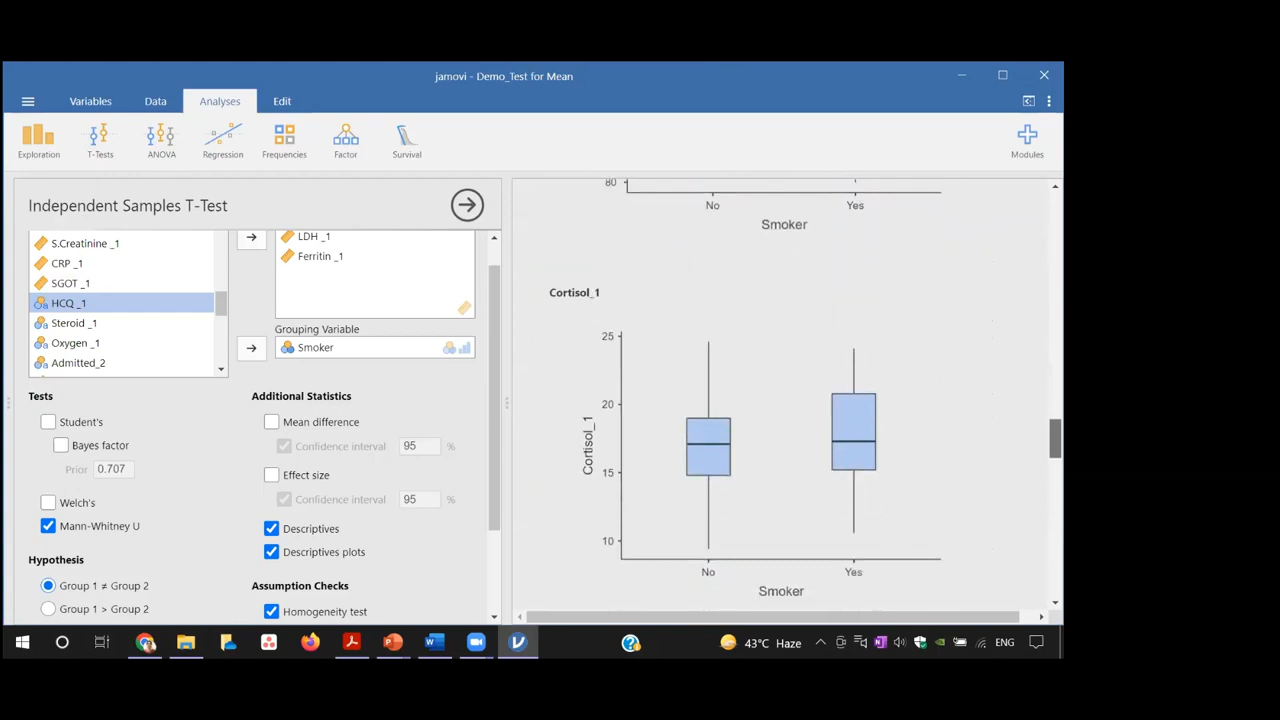 jamovi - Demo_Test for Mean
Variables Data Analyses Edit
Exploration T-Tests ANOVA Regression Frequencies Factor Survival Modules
Independent Samples T-Test
S.Creatinine _1
CRP _1
SGOT _1
HCQ _1
Steroid _1
Oxygen _1
Admitted_2
LDH _1
Ferritin _1
Grouping Variable
Smoker
Tests
Student's
Bayes factor
Prior 0.707
Welch's
Mann-Whitney U
Hypothesis
Group 1 ≠ Group 2
Group 1 > Group 2
Additional Statistics
Mean difference
Confidence interval 95 %
Effect size
Confidence interval 95 %
Descriptives
Descriptives plots
Assumption Checks
Homogeneity test
80
No Yes
Smoker
Cortisol_1
25
20
15
10
Cortisol_1
No Yes
Smoker
43°C Haze ENG